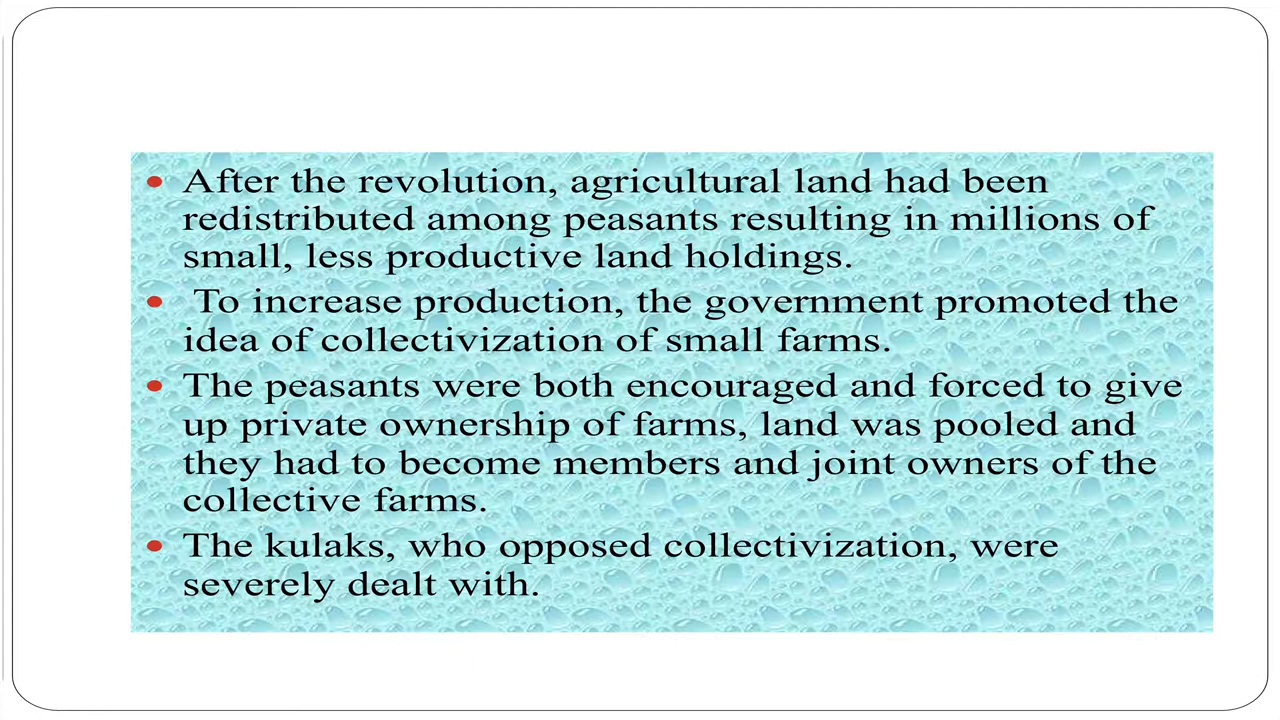 • After the revolution, agricultural land had been
redistributed among peasants resulting in millions of
small, less productive land holdings.
• To increase production, the government promoted the
idea of collectivization of small farms.
• The peasants were both encouraged and forced to give
up private ownership of farms, land was pooled and
they had to become members and joint owners of the
collective farms.
• The kulaks, who opposed collectivization, were
severely dealt with.